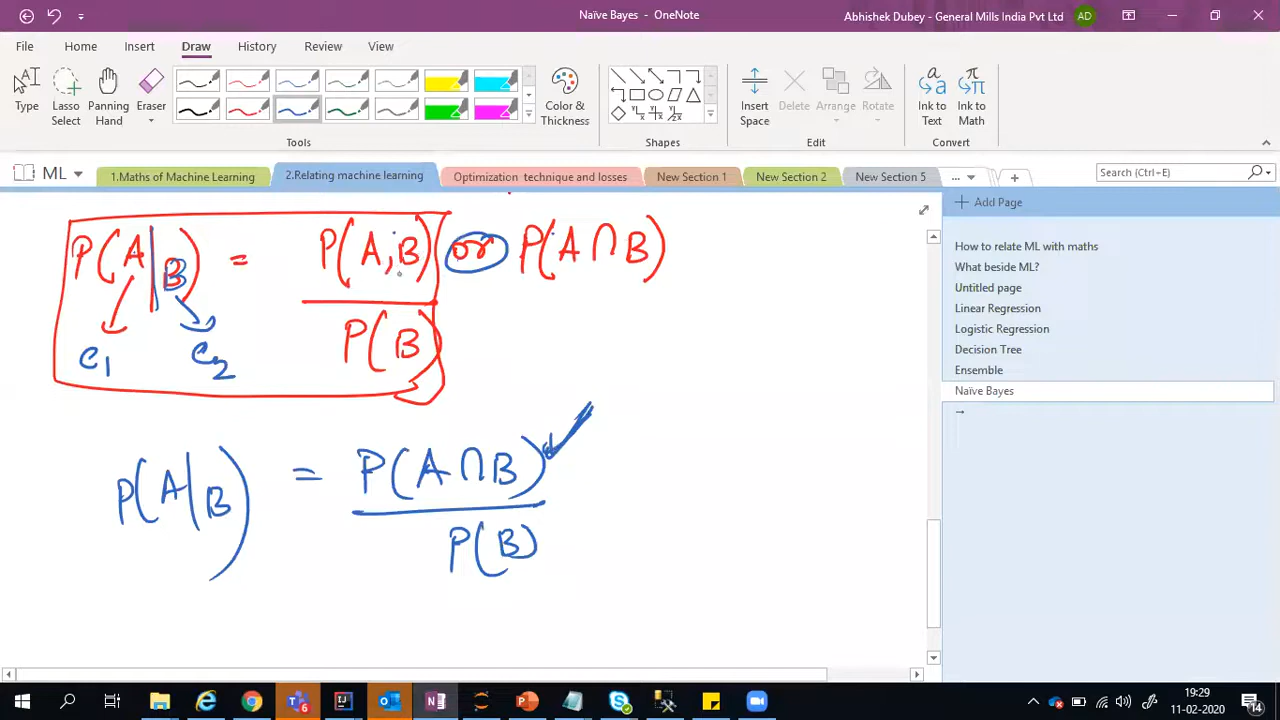 Naïve Bayes - OneNote
Abhishek Dubey - General Mills India Pvt Ltd AD
File Home Insert Draw History Review View
Type Lasso Select Panning Hand Eraser Color & Thickness Insert Space Delete Arrange Rotate Ink to Text Ink to Math
Tools Shapes Edit Convert
ML 1.Maths of Machine Learning 2.Relating machine learning Optimization technique and losses New Section 1 New Section 2 New Section 5 ... Search (Ctrl+E)
Add Page
How to relate ML with maths
What beside ML?
Untitled page
Linear Regression
Logistic Regression
Decision Tree
Ensemble
Naïve Bayes
P(A|B) = P(A,B) or P(A∩B)
P(B)
C1 C2
P(A|B) = P(A∩B)
P(B)
19:29
11-02-2020
14